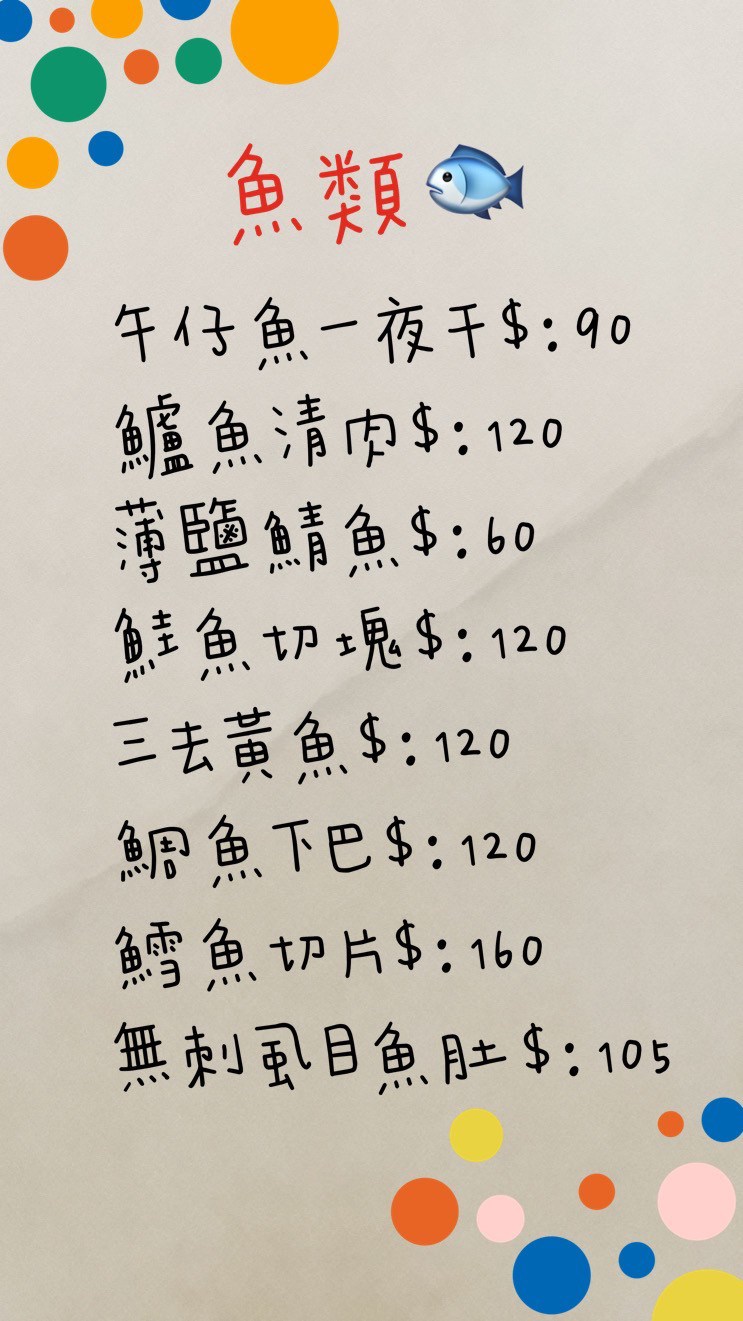 魚類🐟
午仔魚一夜干$:90
鱸魚清肉$:120
薄鹽鯖魚$:60
鮭魚切塊$:120
三去黃魚$:120
鯛魚下巴$:120
鱈魚切片$:160
無刺虱目魚肚$:105